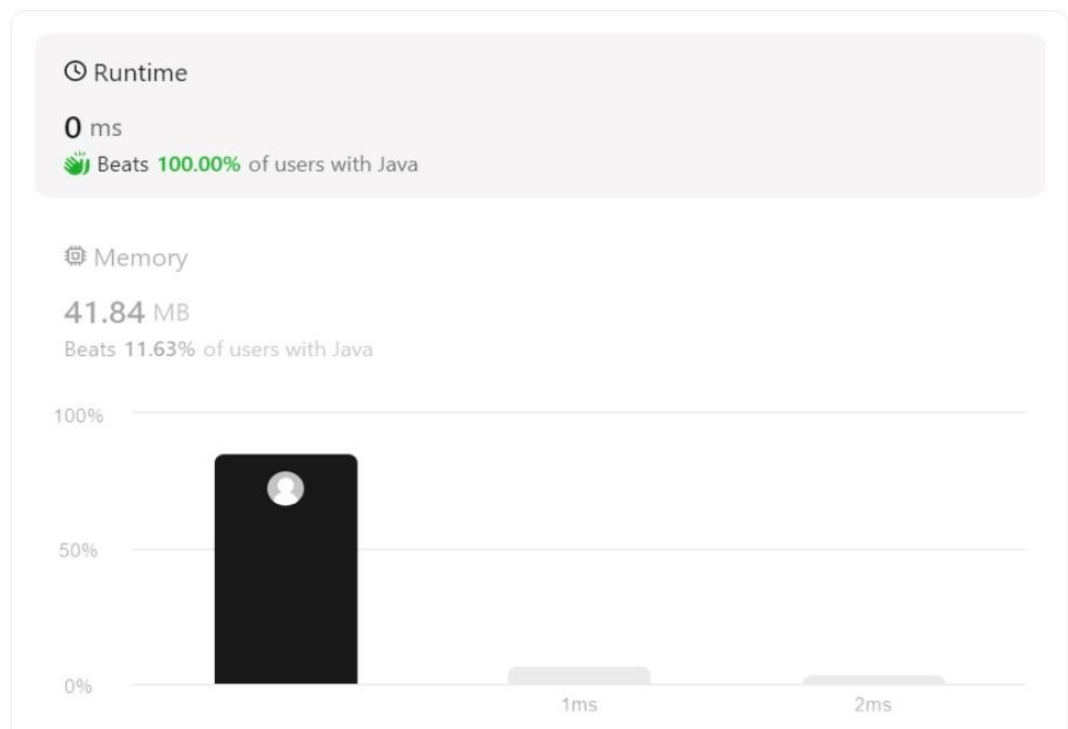 Runtime
0 ms
Beats 100.00% of users with Java
Memory
41.84 MB
Beats 11.63% of users with Java
100%
50%
0%
1ms
2ms